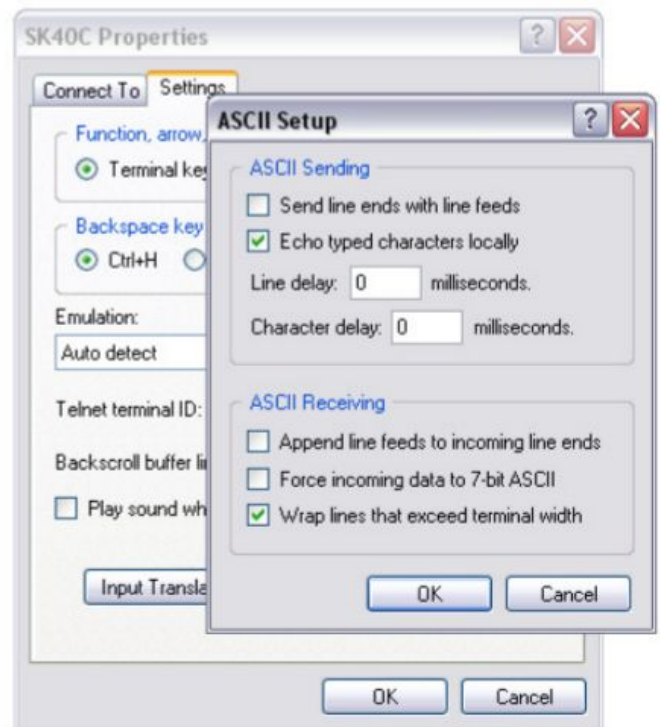 SK40C Properties
Connect To Settings
Function, arrow,
Terminal key
Backspace key
Ctrl+H
Emulation:
Auto detect
Telnet terminal ID:
Backscroll buffer li
Play sound wh
Input Transla
OK Cancel
ASCII Setup
ASCII Sending
Send line ends with line feeds
Echo typed characters locally
Line delay: 0 milliseconds.
Character delay: 0 milliseconds.
ASCII Receiving
Append line feeds to incoming line ends
Force incoming data to 7-bit ASCII
Wrap lines that exceed terminal width
OK Cancel